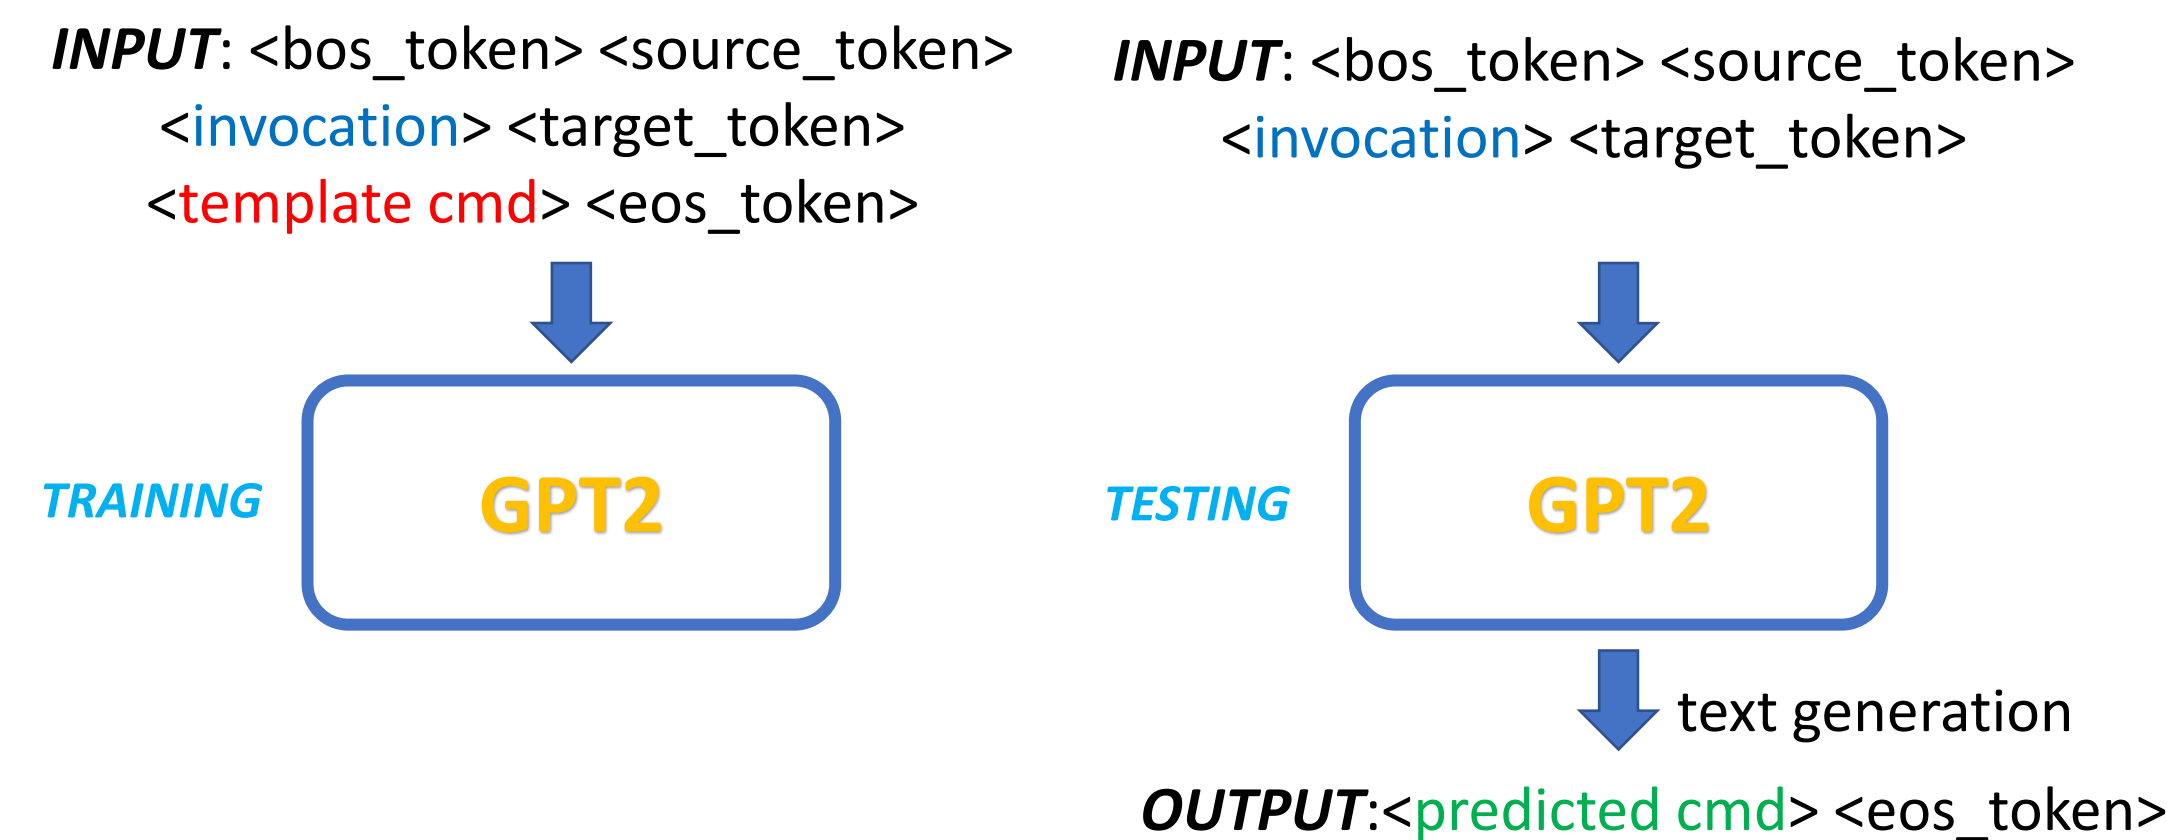 INPUT: <bos_token> <source_token>
<invocation> <target_token>
<template cmd> <eos_token>
TRAINING
GPT2
INPUT: <bos_token> <source_token>
<invocation> <target_token>
TESTING
GPT2
text generation
OUTPUT:<predicted cmd> <eos_token>